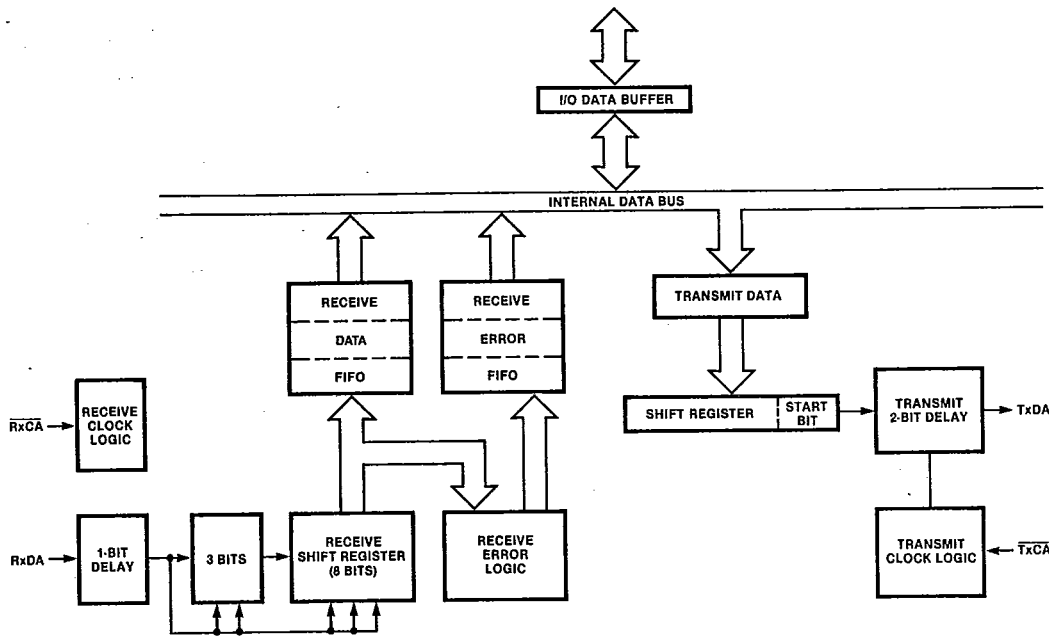 I/O DATA BUFFER
INTERNAL DATA BUS
RECEIVE
DATA
FIFO
RECEIVE
ERROR
FIFO
TRANSMIT DATA
SHIFT REGISTER
START
BIT
TRANSMIT
2-BIT DELAY
TxDA
RxCA
RECEIVE
CLOCK
LOGIC
RxDA
1-BIT
DELAY
3 BITS
RECEIVE
SHIFT REGISTER
(8 BITS)
RECEIVE
ERROR
LOGIC
TRANSMIT
CLOCK LOGIC
TxCA